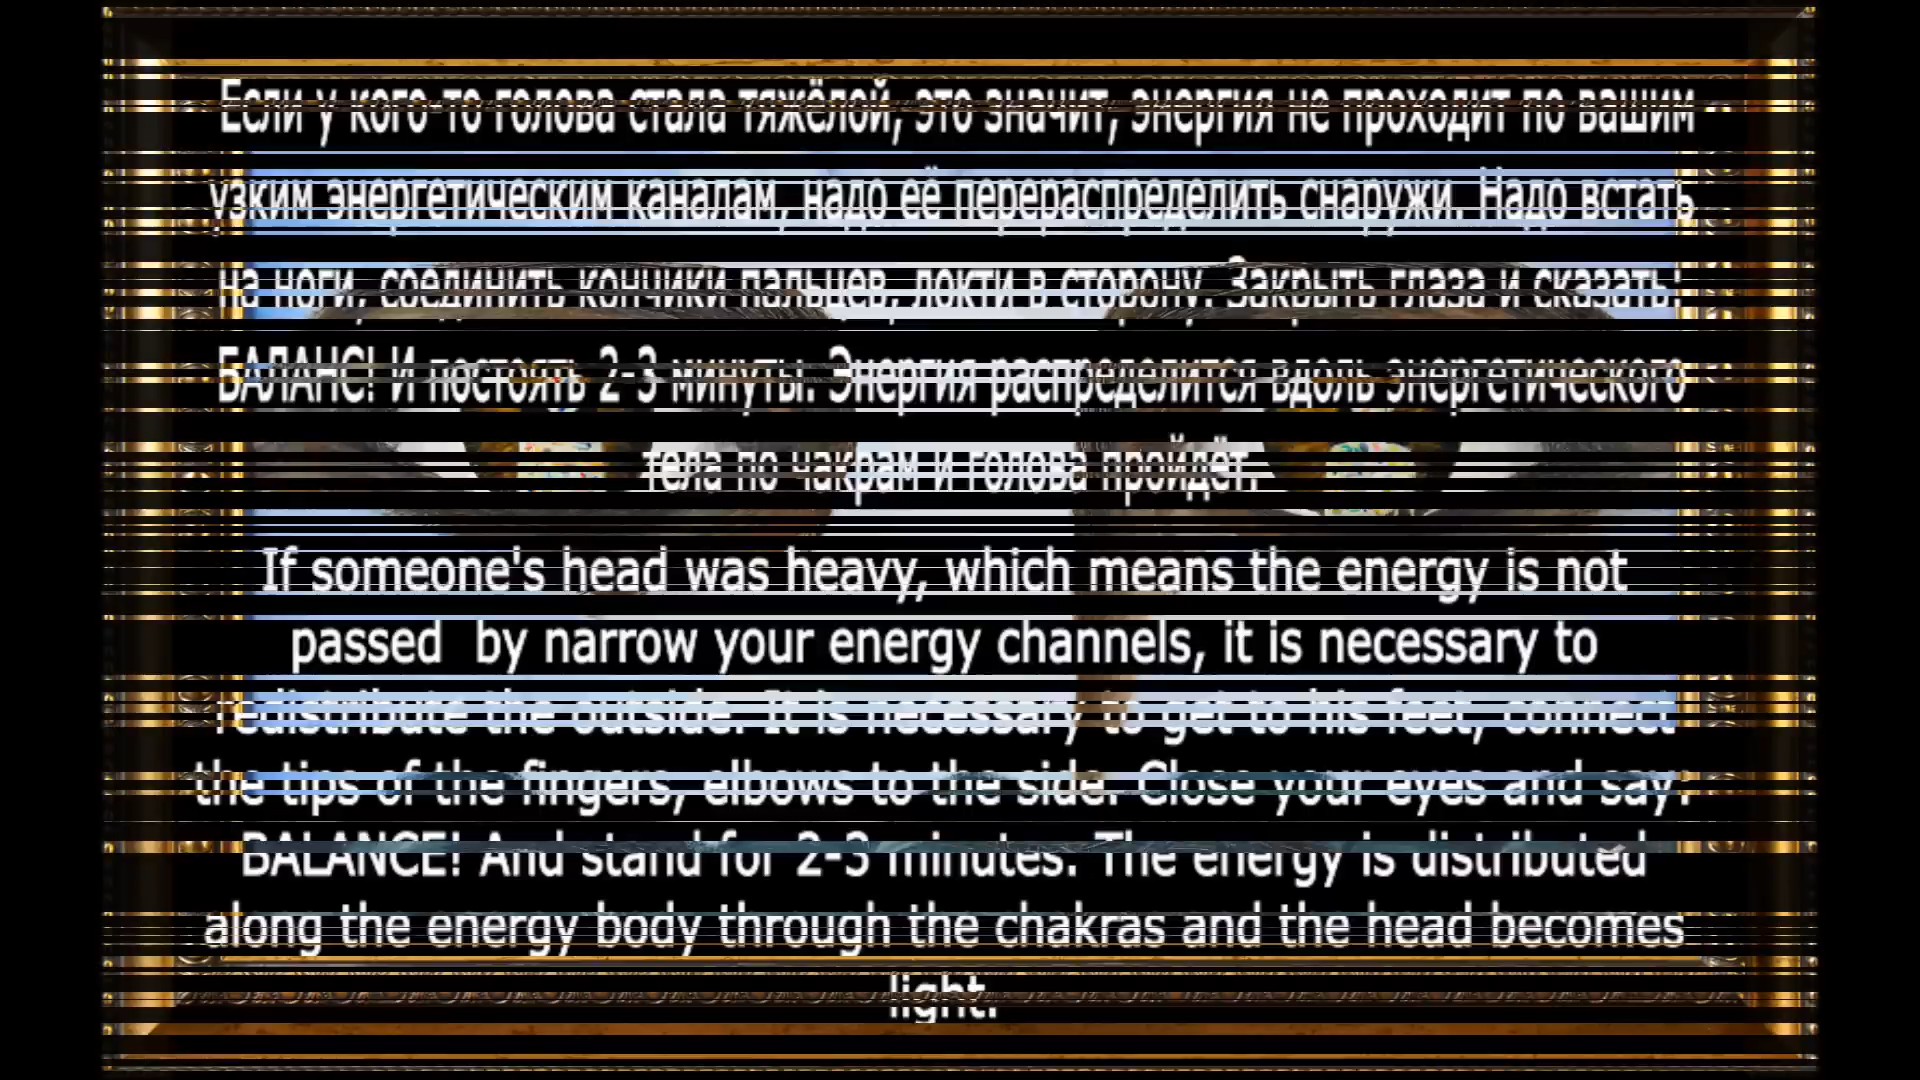 Если у кого-то голова стала тяжёлой, это значит, энергия не проходит по вашим
узким энергетическим каналам, надо её перераспределить снаружи. Надо встать
на ноги, соединить кончики пальцев, локти в сторону. Закрыть глаза и сказать:
БАЛАНС! И постоять 2-3 минуты. Энергия распределится вдоль энергетического
тела по чакрам и голова пройдёт.
If someone's head was heavy, which means the energy is not
passed by narrow your energy channels, it is necessary to
redistribute the outside. It is necessary to get to his feet, connect
the tips of the fingers, elbows to the side. Close your eyes and say:
BALANCE! And stand for 2-3 minutes. The energy is distributed
along the energy body through the chakras and the head becomes
light.